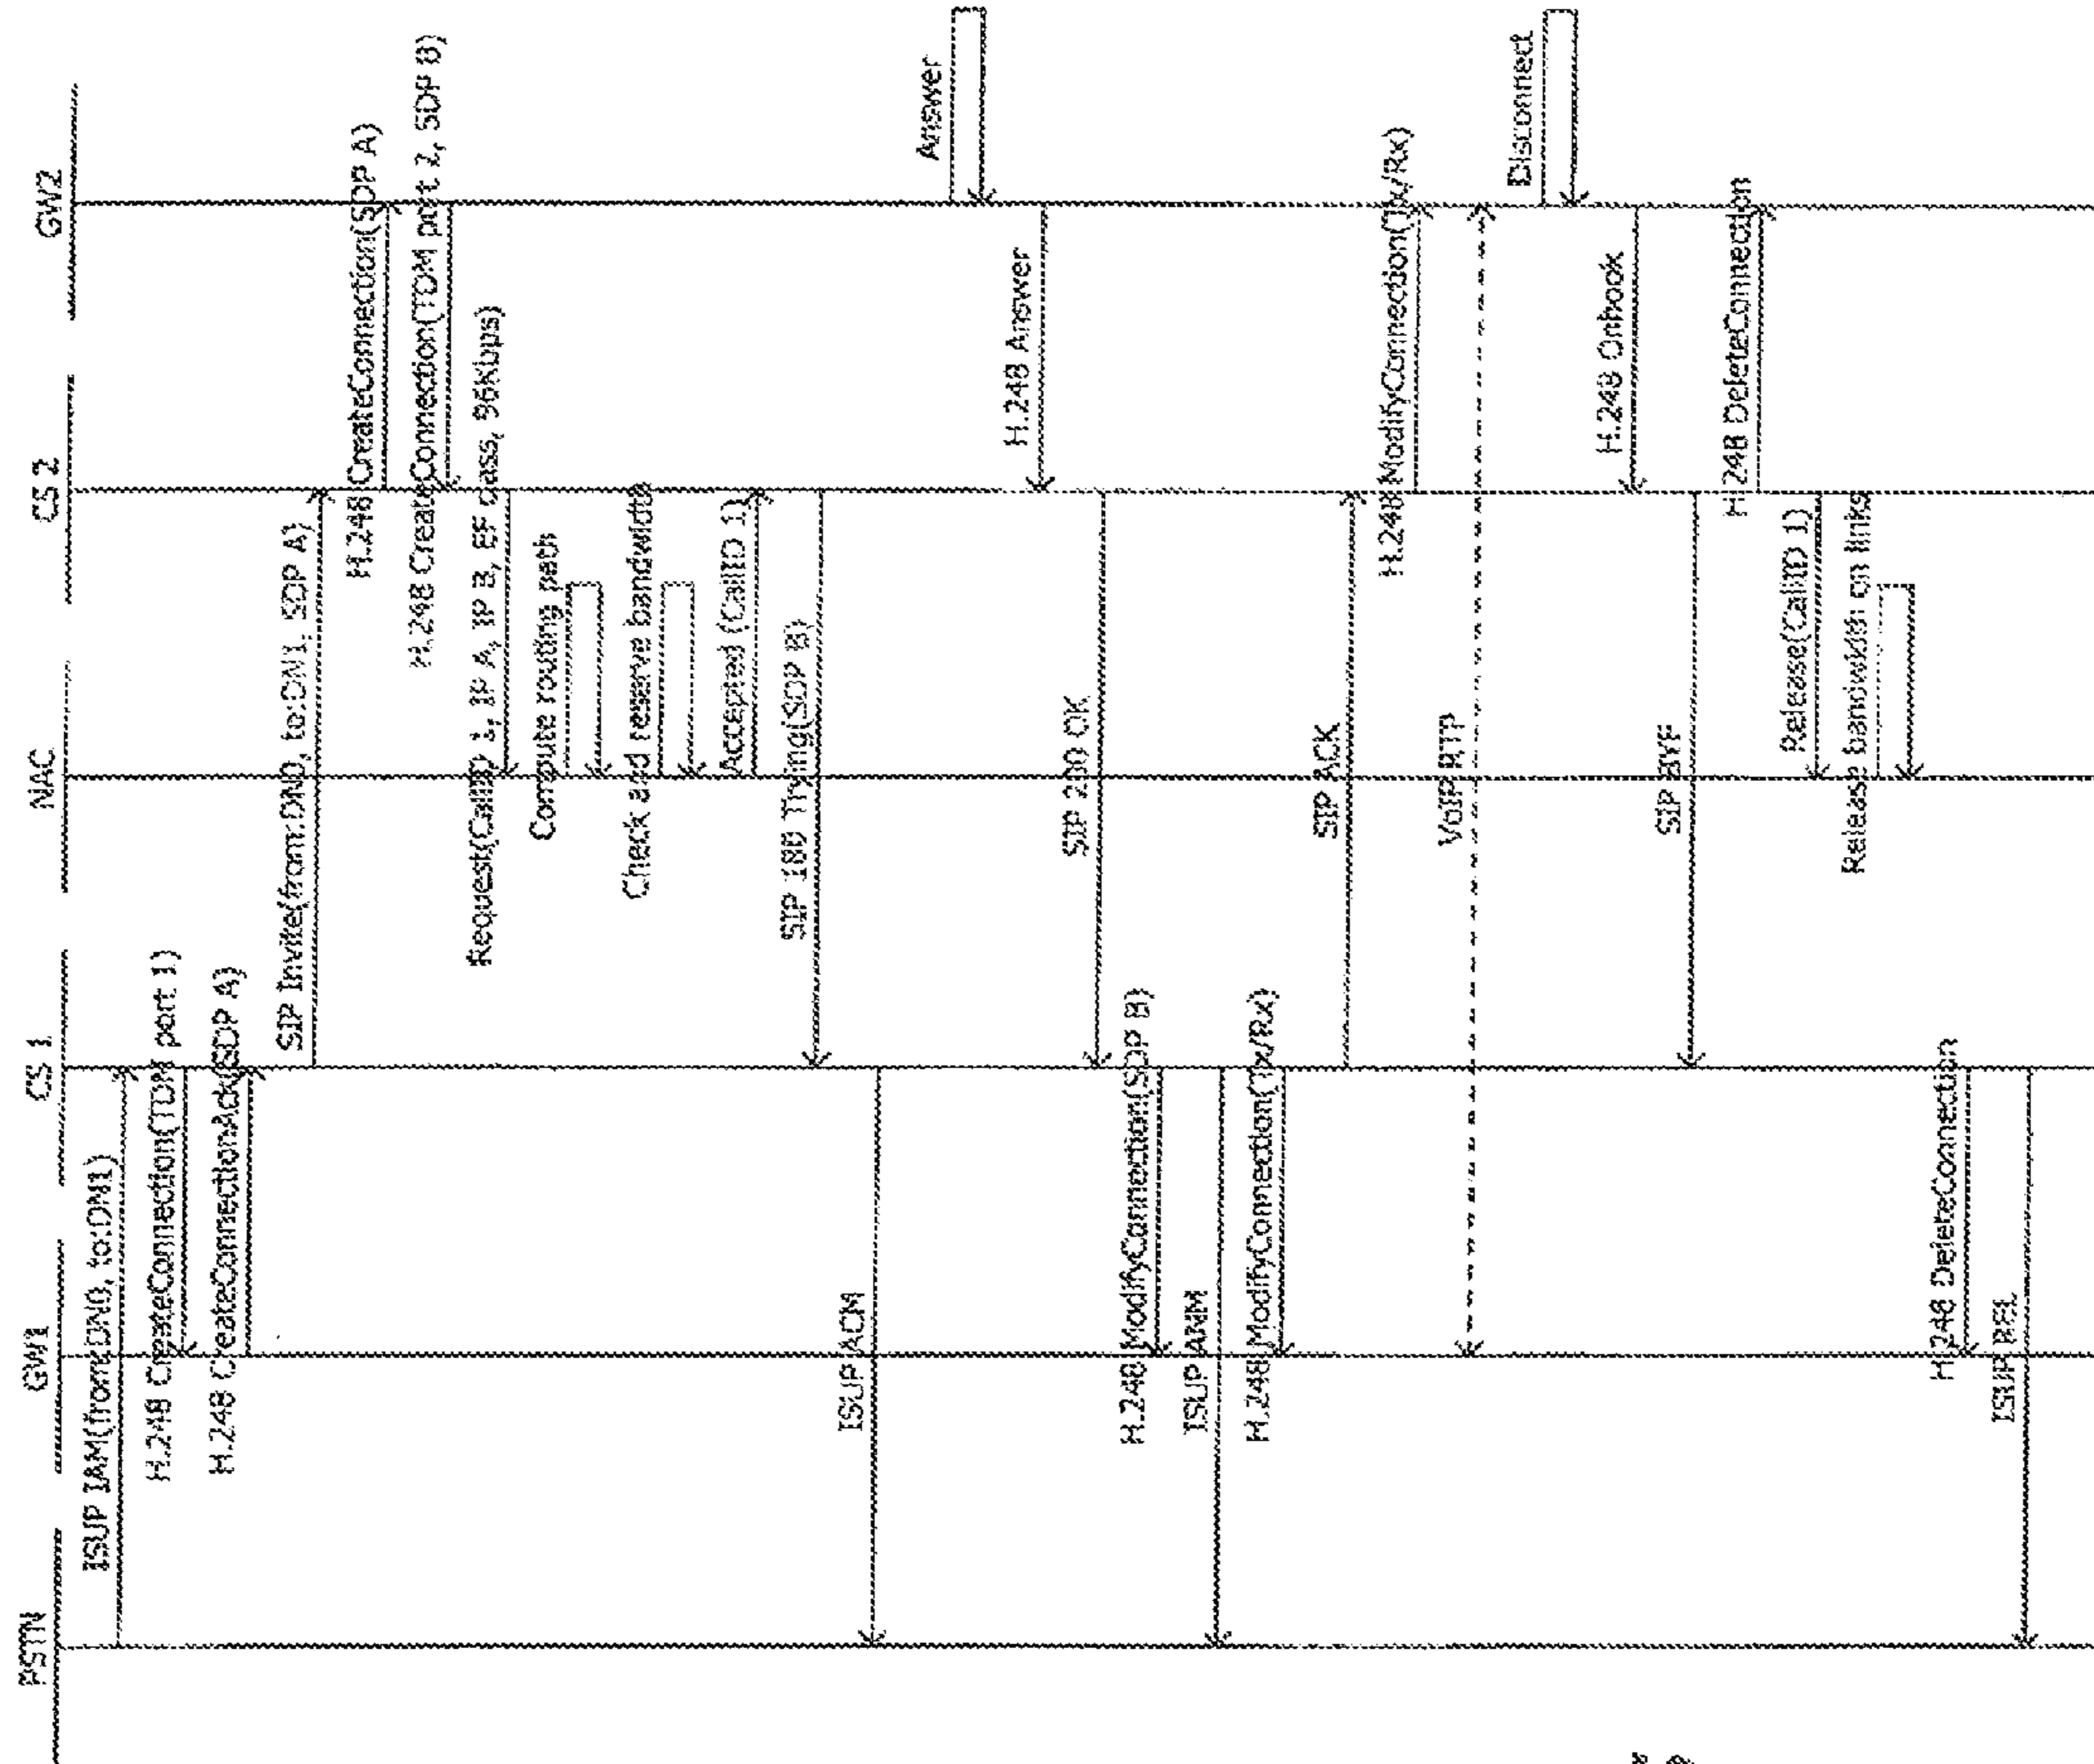 PSTN
GW1
CS 1
NAC
CS 2
GW2
ISUP IAM(from:DN0, to:DN1)
H.248 CreateConnection(TDM port 1)
H.248 CreateConnectionAck(SDP A)
SIP Invite(from:DN0, to:DN1, SDP A)
H.248 CreateConnection(SDP A)
H.248 CreateConnection(TDM port 2, SDP B)
Request(CallID 1, IP A, IP B, EF class, 96Kbps)
Compute routing path
Check and reserve bandwidth
Accepted (CallID 1)
SIP 180 Trying(SDP B)
ISUP ACM
Answer
H.248 Answer
SIP 200 OK
H.248 ModifyConnection(SDP B)
ISUP ANM
H.248 ModifyConnection(Tx/Rx)
SIP ACK
H.248 ModifyConnection(Tx/Rx)
VoIP RTP
Disconnect
H.248 Onhook
SIP BYE
H.248 DeleteConnection
Release(CallID 1)
Release bandwidth on links
H.248 DeleteConnection
ISUP REL